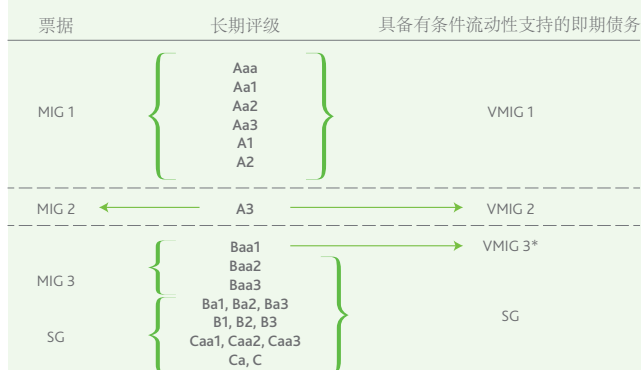 票据 长期评级 具备有条件流动性支持的即期债务
Aaa
Aa1
Aa2
MIG 1 VMIG 1
Aa3
A1
A2
MIG 2 A3 VMIG 2
Baa1 VMIG 3*
Baa2
MIG 3
Baa3
Ba1, Ba2, Ba3
B1, B2, B3 SG
SG
Caa1, Caa2, Caa3
Ca, C